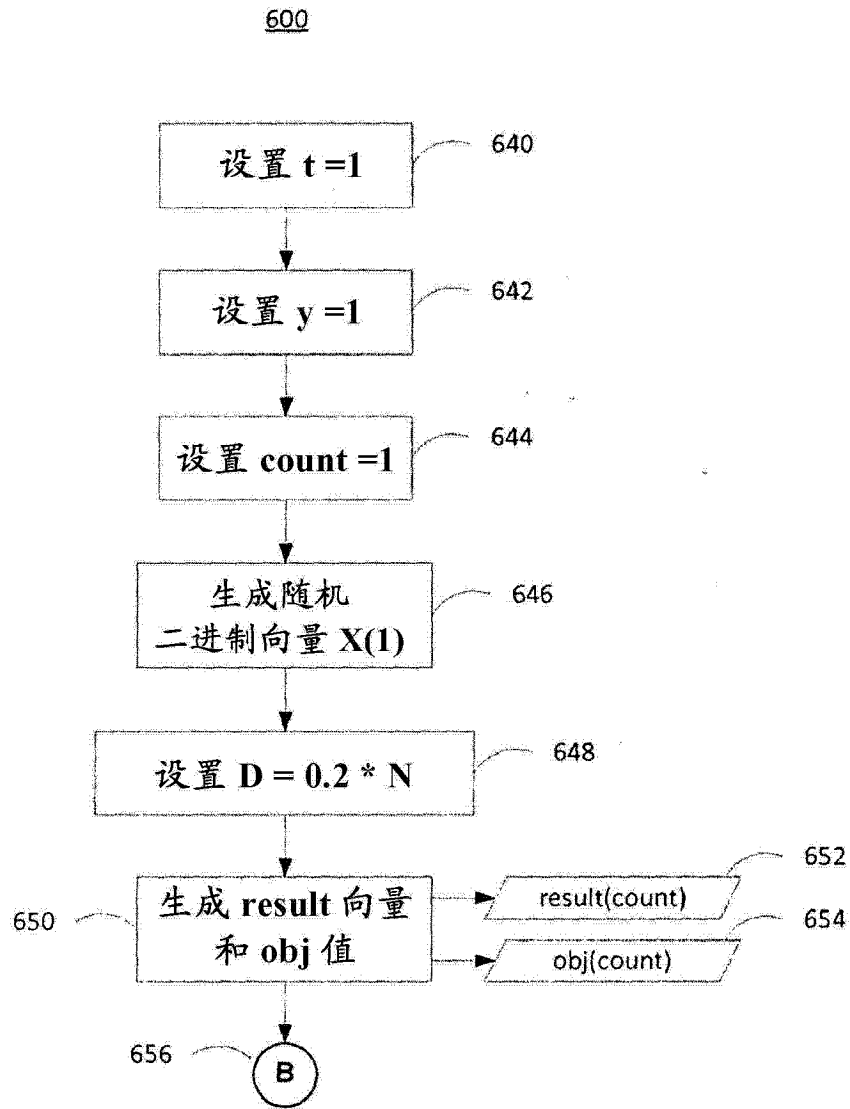 600
设置 t =1
640
设置 y =1
642
设置 count =1
644
生成随机
二进制向量 X(1)
646
设置 D = 0.2 * N
648
650
生成 result 向量
和 obj 值
652
result(count)
654
obj(count)
656
B